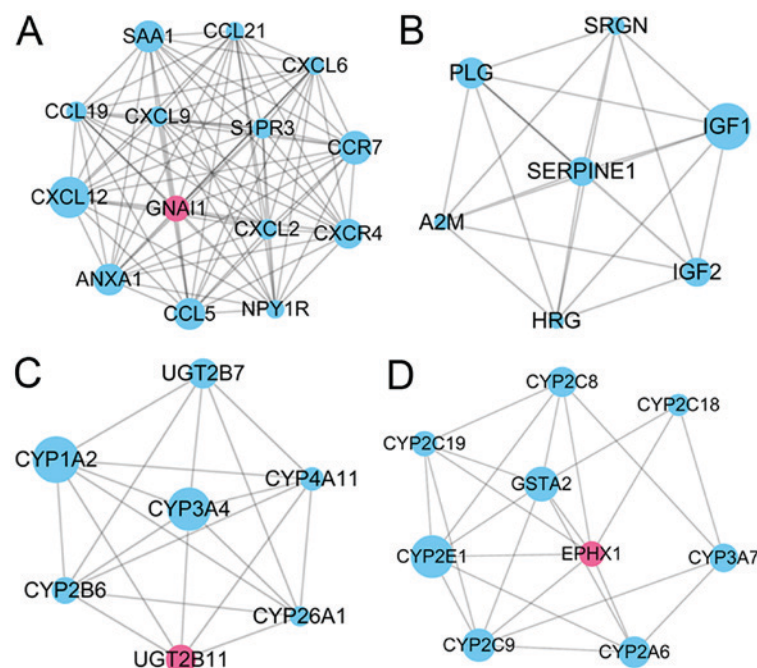 A
SAA1
CCL21
CXCL6
CCL19
CXCL9
S1PR3
CCR7
CXCL12
GNAI1
CXCL2
CXCR4
ANXA1
CCL5
NPY1R
B
SRGN
PLG
IGF1
SERPINE1
A2M
IGF2
HRG
C
UGT2B7
CYP1A2
CYP4A11
CYP3A4
CYP2B6
CYP26A1
UGT2B11
D
CYP2C8
CYP2C18
CYP2C19
GSTA2
CYP2E1
EPHX1
CYP3A7
CYP2C9
CYP2A6